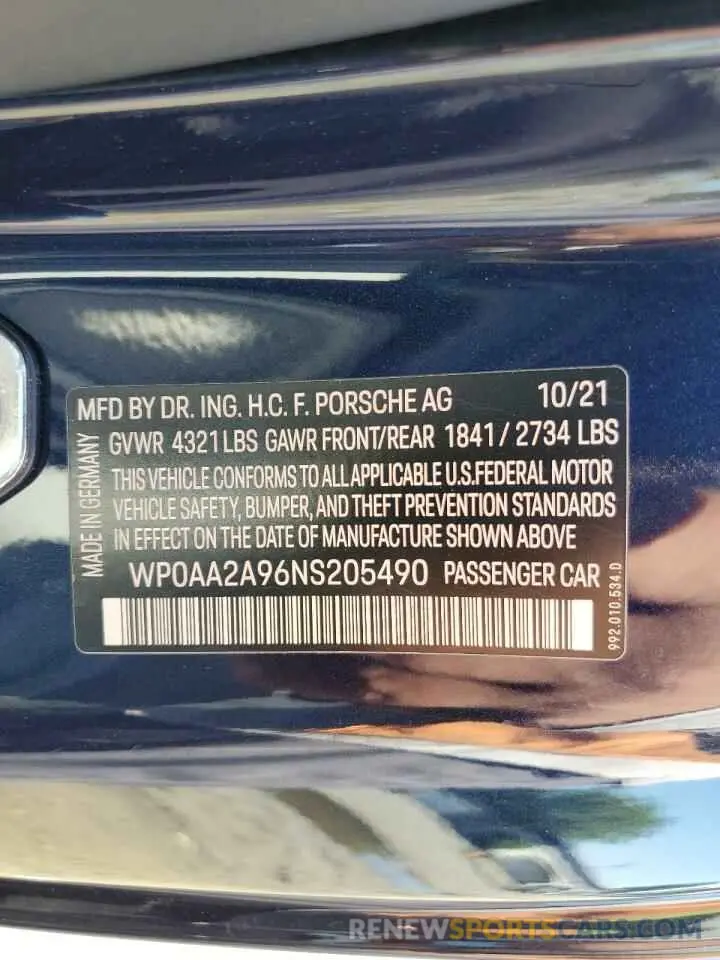 MFD BY DR. ING. H.C. F. PORSCHE AG 10/21
GVWR 4321 LBS GAWR FRONT/REAR 1841 / 2734 LBS
THIS VEHICLE CONFORMS TO ALL APPLICABLE U.S.FEDERAL MOTOR
VEHICLE SAFETY, BUMPER, AND THEFT PREVENTION STANDARDS
IN EFFECT ON THE DATE OF MANUFACTURE SHOWN ABOVE
WP0AA2A96NS205490 PASSENGER CAR
MADE IN GERMANY
992.010.534.D
RENEWSPORTSCARS.COM